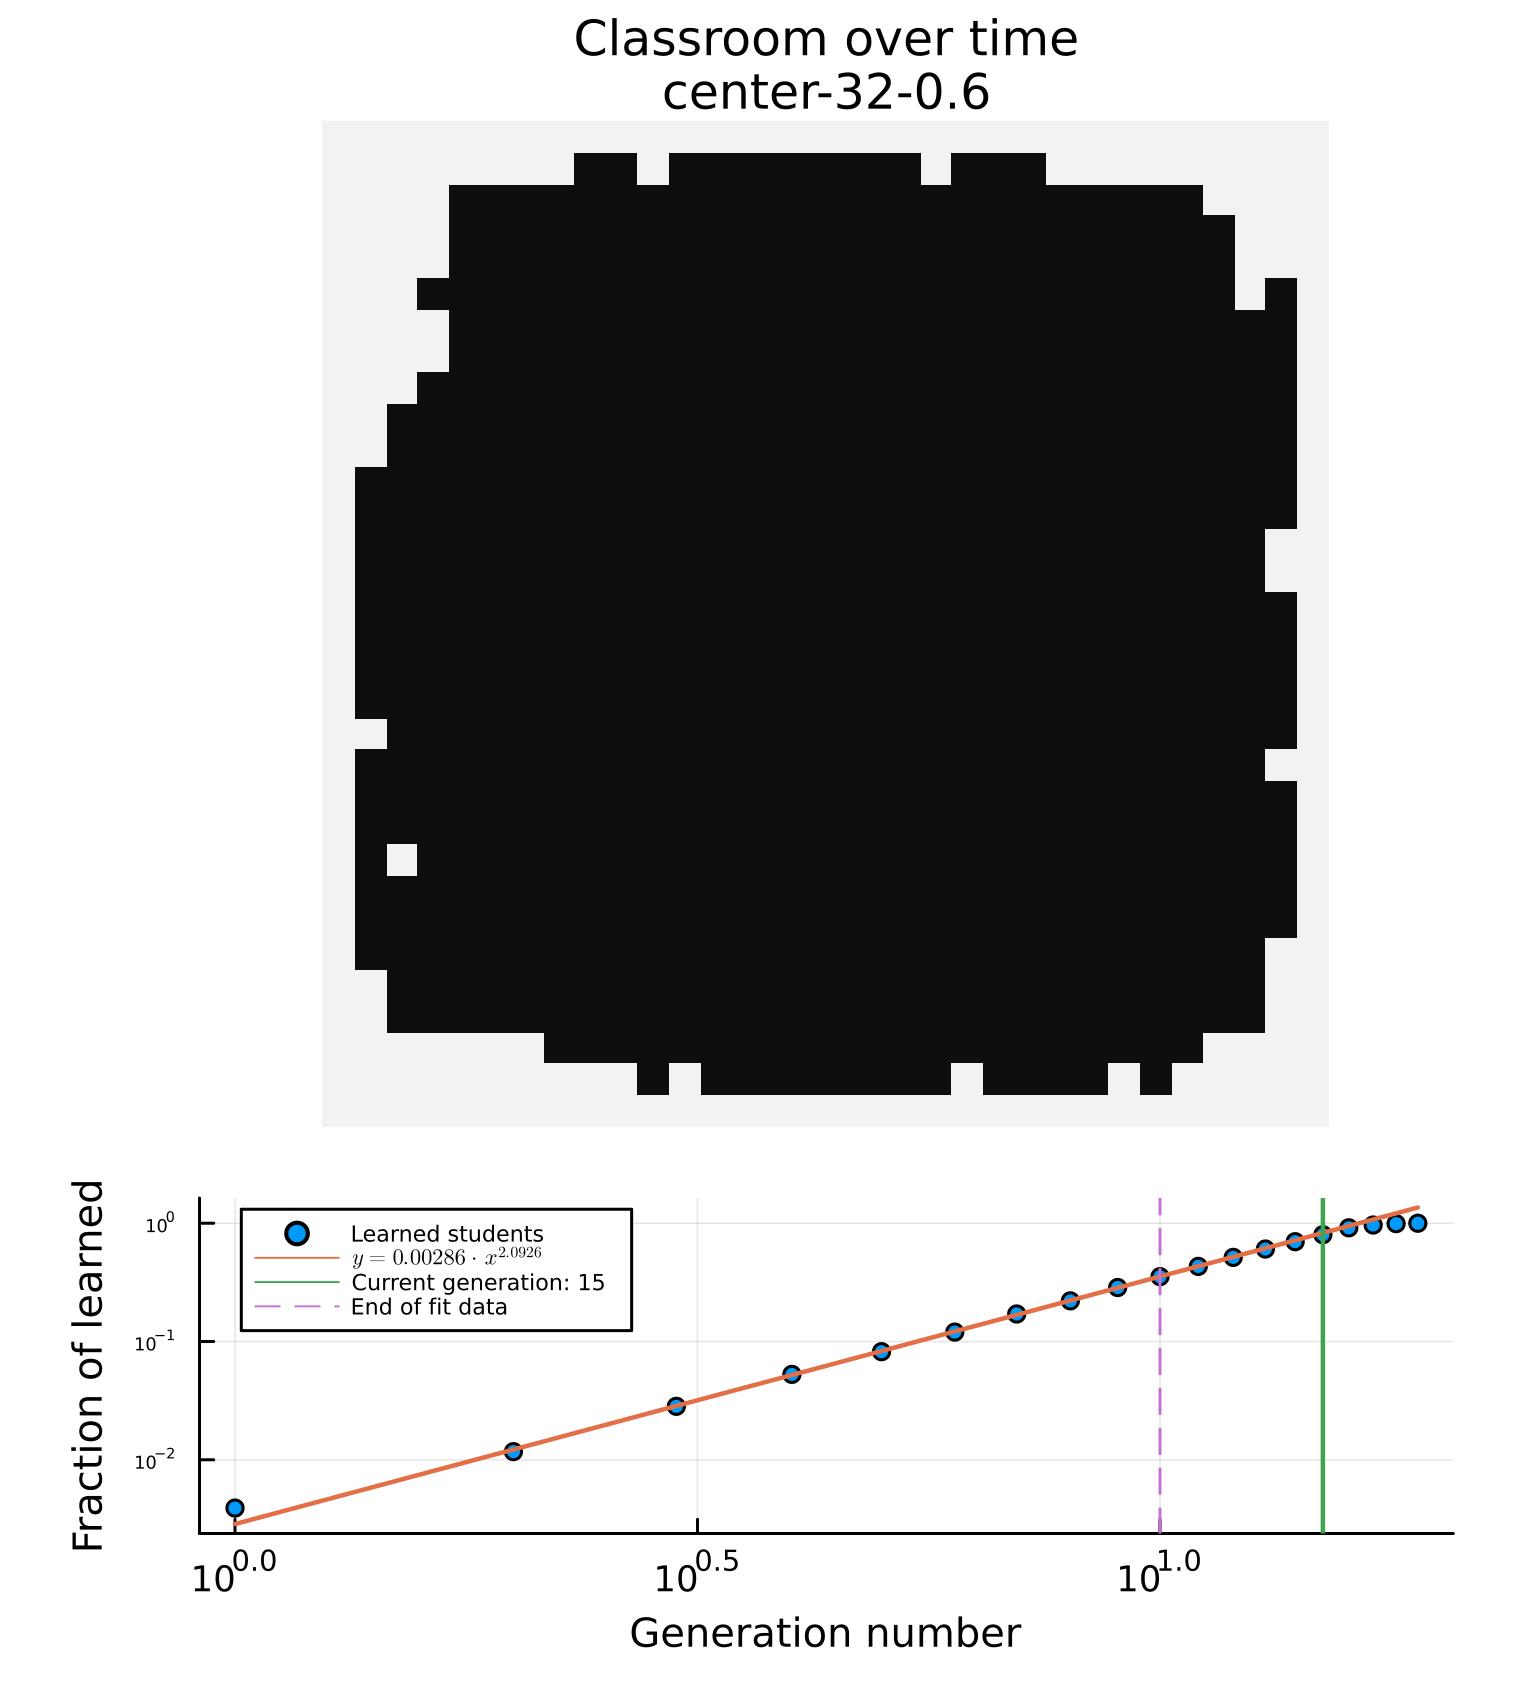 Classroom over time
center-32-0.6
Fraction of learned
10⁰
10⁻¹
10⁻²
Learned students
y = 0.00286 · x^2.0926
Current generation: 15
End of fit data
10^0.0 10^0.5 10^1.0
Generation number